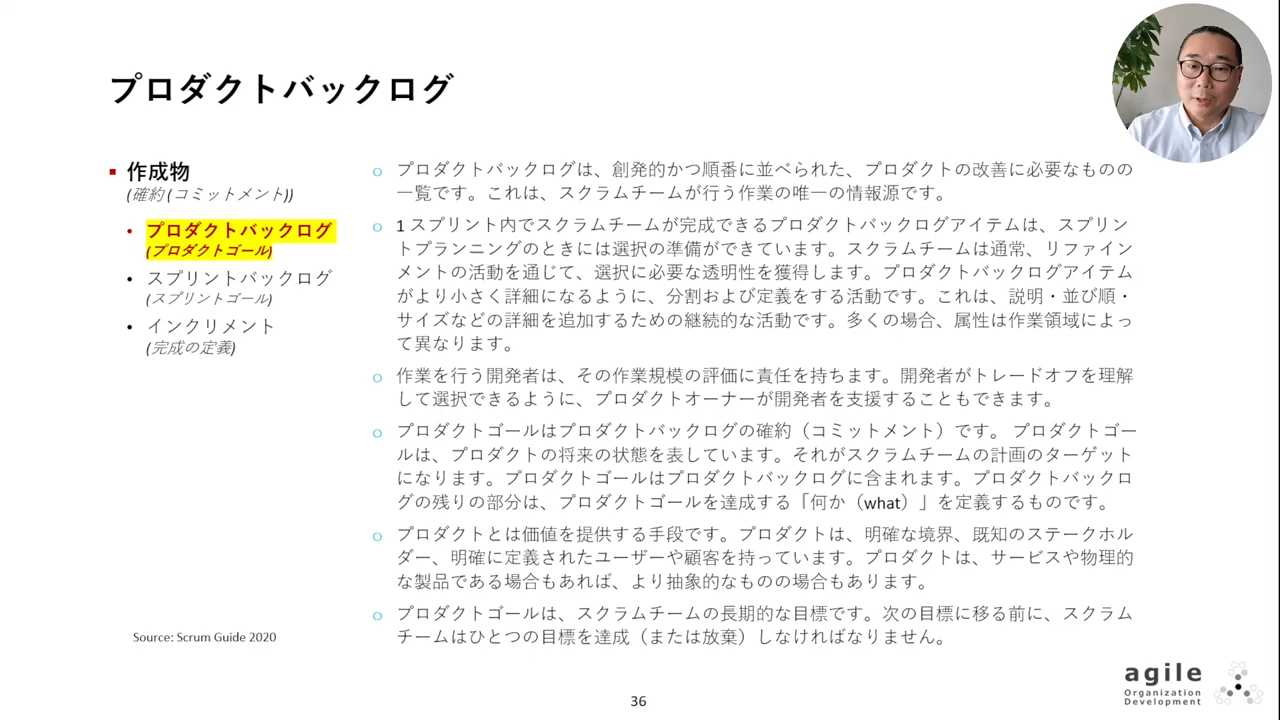 プロダクトバックログ
作成物
(確約(コミットメント))
プロダクトバックログ
(プロダクトゴール)
スプリントバックログ
(スプリントゴール)
インクリメント
(完成の定義)
プロダクトバックログは、創発的かつ順番に並べられた、プロダクトの改善に必要なものの
一覧です。これは、スクラムチームが行う作業の唯一の情報源です。
1 スプリント内でスクラムチームが完成できるプロダクトバックログアイテムは、スプリン
トプランニングのときには選択の準備ができています。スクラムチームは通常、リファイン
メントの活動を通じて、選択に必要な透明性を獲得します。プロダクトバックログアイテム
がより小さく詳細になるように、分割および定義をする活動です。これは、説明・並び順・
サイズなどの詳細を追加するための継続的な活動です。多くの場合、属性は作業領域によっ
て異なります。
作業を行う開発者は、その作業規模の評価に責任を持ちます。開発者がトレードオフを理解
して選択できるように、プロダクトオーナーが開発者を支援することもできます。
プロダクトゴールはプロダクトバックログの確約（コミットメント）です。 プロダクトゴー
ルは、プロダクトの将来の状態を表しています。それがスクラムチームの計画のターゲット
になります。プロダクトゴールはプロダクトバックログに含まれます。プロダクトバックロ
グの残りの部分は、プロダクトゴールを達成する「何か（what）」を定義するものです。
プロダクトとは価値を提供する手段です。プロダクトは、明確な境界、既知のステークホル
ダー、明確に定義されたユーザーや顧客を持っています。プロダクトは、サービスや物理的
な製品である場合もあれば、より抽象的なものの場合もあります。
プロダクトゴールは、スクラムチームの長期的な目標です。次の目標に移る前に、スクラム
チームはひとつの目標を達成（または放棄）しなければなりません。
Source: Scrum Guide 2020
36
agile
Organization
Development